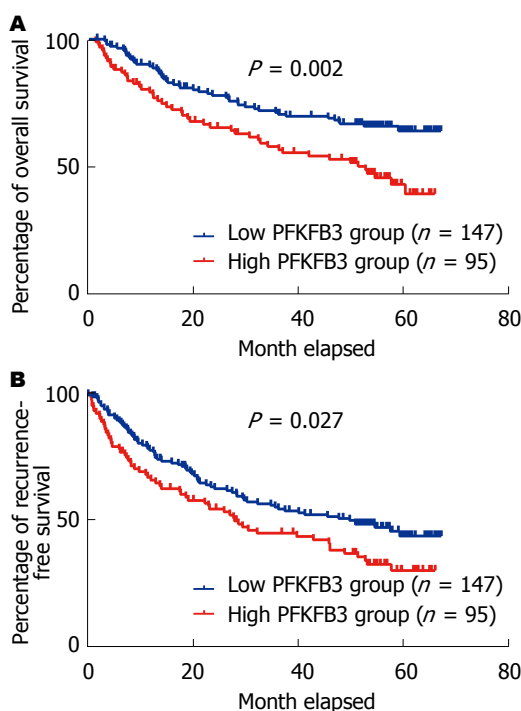 A
Percentage of overall survival
100
50
0
P = 0.002
Low PFKFB3 group (n = 147)
High PFKFB3 group (n = 95)
0 20 40 60 80
Month elapsed
B
Percentage of recurrence-
free survival
100
50
0
P = 0.027
Low PFKFB3 group (n = 147)
High PFKFB3 group (n = 95)
0 20 40 60 80
Month elapsed